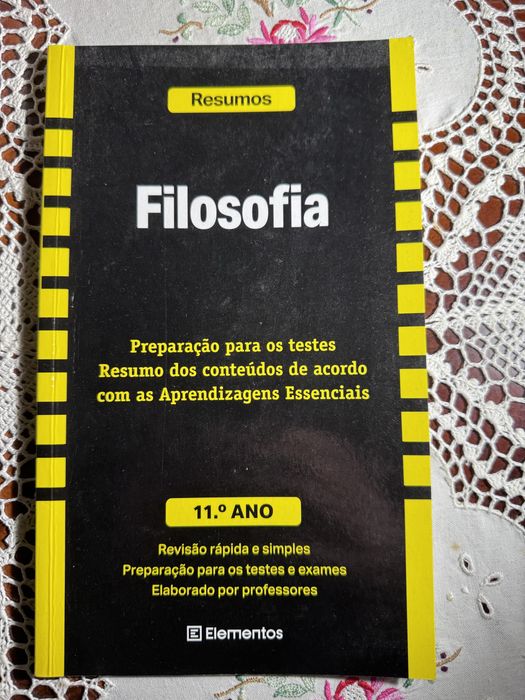 Resumos
Filosofia
Preparação para os testes
Resumo dos conteúdos de acordo
com as Aprendizagens Essenciais
11.º ANO
Revisão rápida e simples
Preparação para os testes e exames
Elaborado por professores
E Elementos